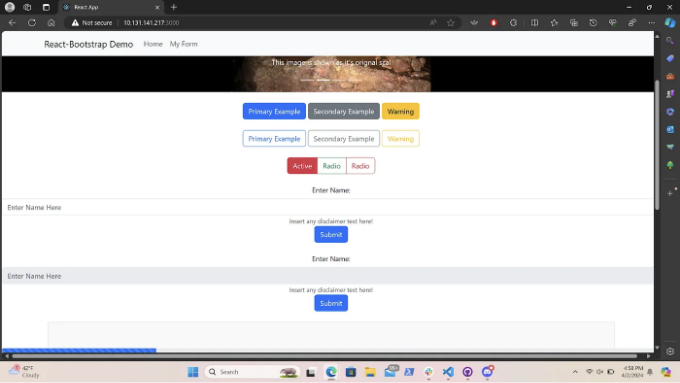 React App
Not secure
10.131.141.217:3000
React-Bootstrap Demo Home My Form
This image is shown as it's orignal sca
Primary Example Secondary Example Warning
Primary Example Secondary Example Warning
Active Radio Radio
Enter Name:
Enter Name Here
Insert any disclaimer text here!
Submit
Enter Name:
Enter Name Here
Insert any disclaimer text here!
Submit
42°F
Cloudy
Search
4:58 PM
4/2/2024